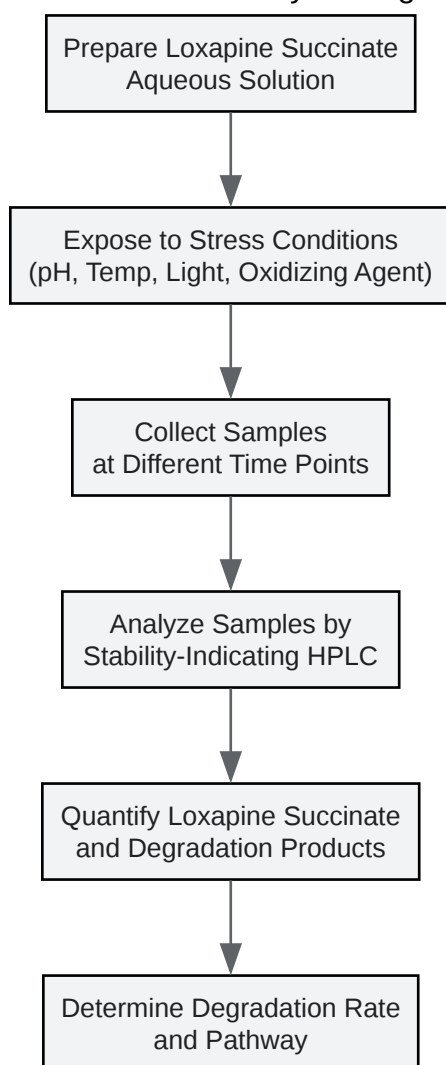 Prepare Loxapine Succinate
Aqueous Solution
Expose to Stress Conditions
(pH, Temp, Light, Oxidizing Agent)
Collect Samples
at Different Time Points
Analyze Samples by
Stability-Indicating HPLC
Quantify Loxapine Succinate
and Degradation Products
Determine Degradation Rate
and Pathway